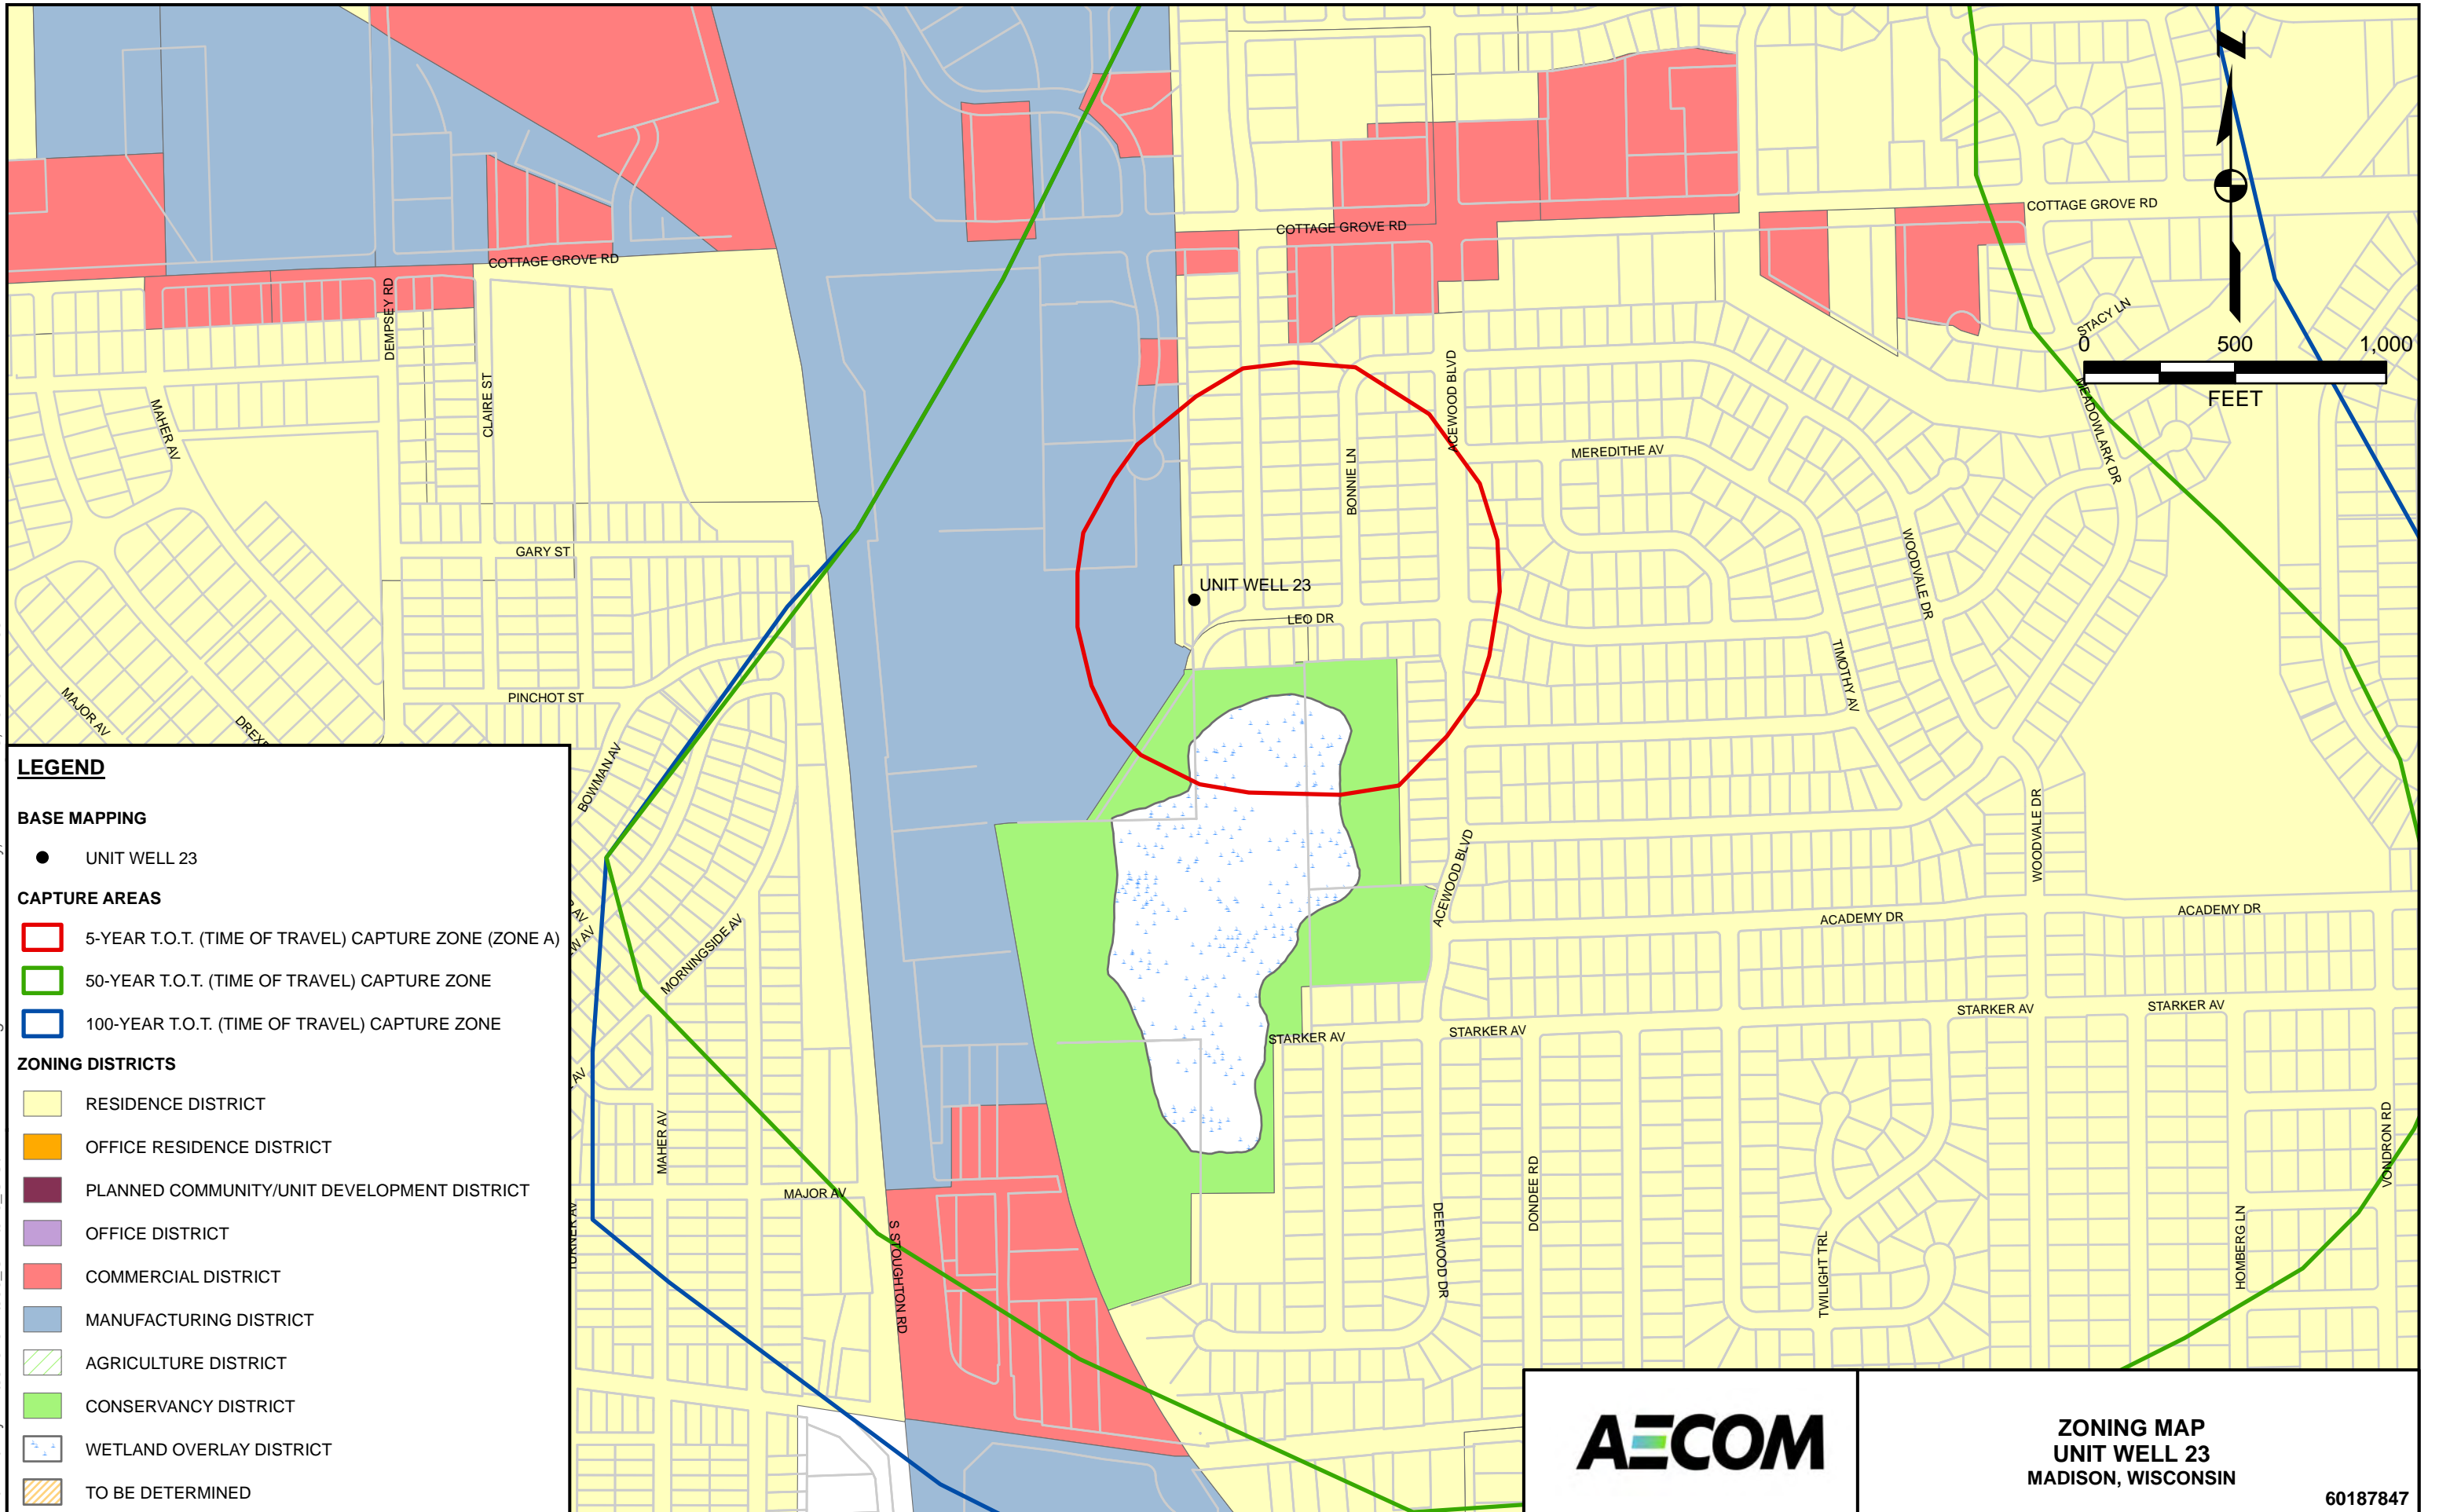 COTTAGE GROVE RD
COTTAGE GROVE RD
COTTAGE GROVE RD
DEMPSEY RD
CLAIRE ST
MAHER AV
STACY LN
0 500 1,000
FEET
MEADOWLARK DR
ACEWOOD BLVD
BONNIE LN
MEREDITHE AV
WOODVALE DR
GARY ST
UNIT WELL 23
LEO DR
TIMOTHY AV
PINCHOT ST
MAJOR AV
BOWMAN AV
MORNINGSIDE AV
ACEWOOD BLVD
WOODVALE DR
ACADEMY DR
ACADEMY DR
STARKER AV
STARKER AV
STARKER AV
STARKER AV
MAHER AV
MAJOR AV
S STOUGHTON RD
DEERWOOD DR
DONDEE RD
TWILIGHT TRL
HOMBERG LN
VONDRON RD
LEGEND
BASE MAPPING
UNIT WELL 23
CAPTURE AREAS
5-YEAR T.O.T. (TIME OF TRAVEL) CAPTURE ZONE (ZONE A)
50-YEAR T.O.T. (TIME OF TRAVEL) CAPTURE ZONE
100-YEAR T.O.T. (TIME OF TRAVEL) CAPTURE ZONE
ZONING DISTRICTS
RESIDENCE DISTRICT
OFFICE RESIDENCE DISTRICT
PLANNED COMMUNITY/UNIT DEVELOPMENT DISTRICT
OFFICE DISTRICT
COMMERCIAL DISTRICT
MANUFACTURING DISTRICT
AGRICULTURE DISTRICT
CONSERVANCY DISTRICT
WETLAND OVERLAY DISTRICT
TO BE DETERMINED
AECOM
ZONING MAP
UNIT WELL 23
MADISON, WISCONSIN
60187847
Z